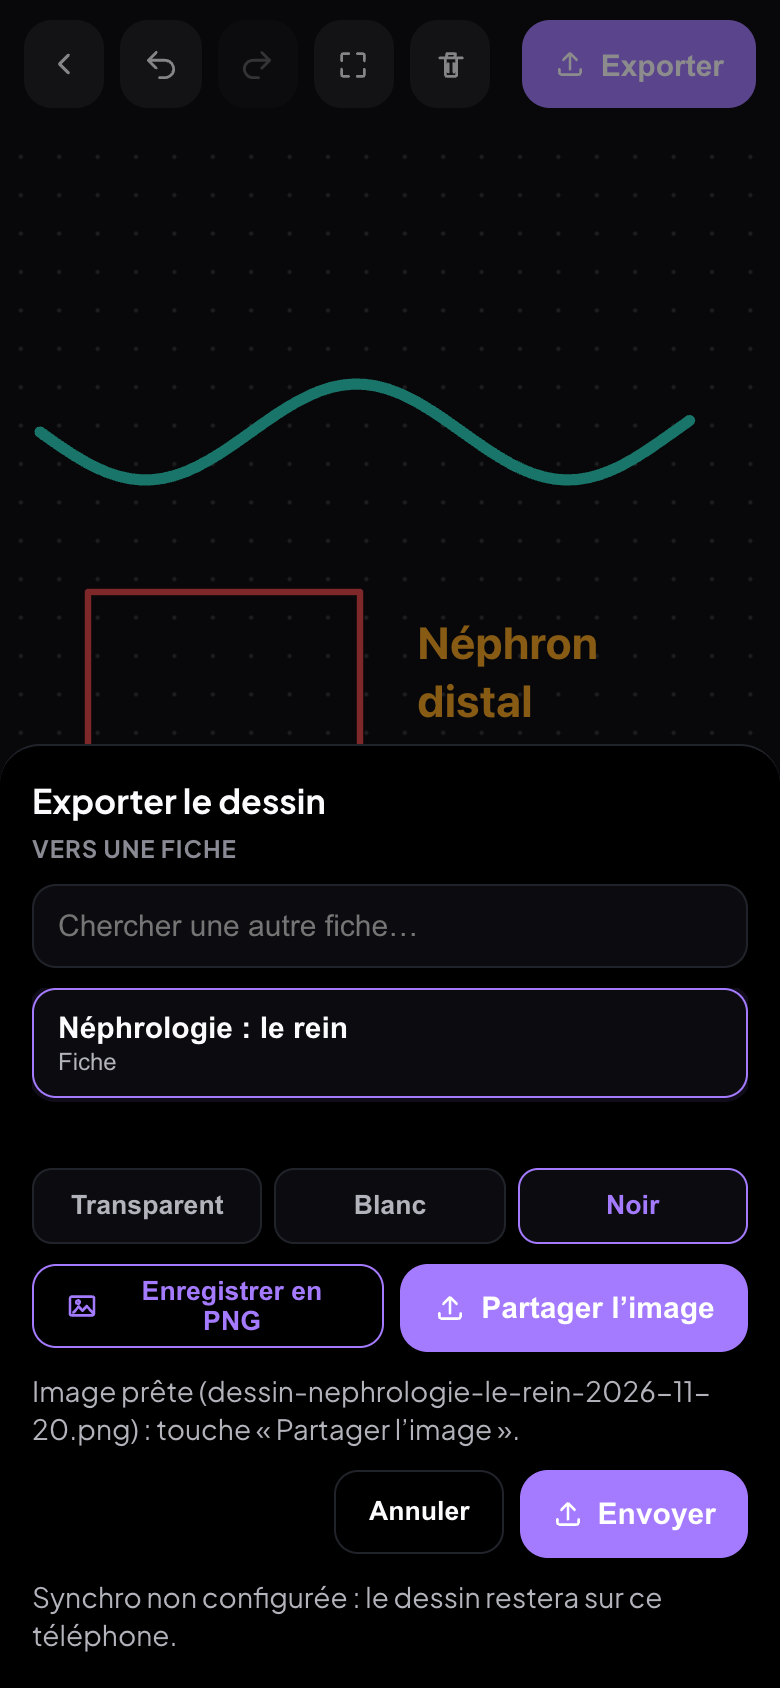 Exporter
Néphron
distal
Exporter le dessin
VERS UNE FICHE
Chercher une autre fiche…
Néphrologie : le rein
Fiche
Transparent
Blanc
Noir
Enregistrer en
PNG
Partager l’image
Image prête (dessin-nephrologie-le-rein-2026-11-
20.png) : touche « Partager l’image ».
Annuler
Envoyer
Synchro non configurée : le dessin restera sur ce
téléphone.